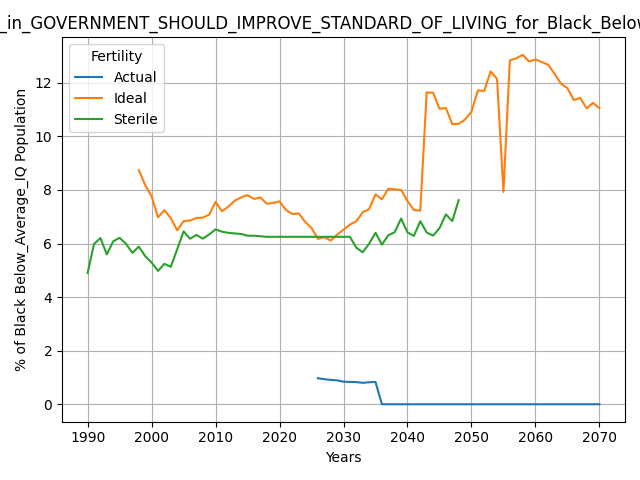 _in_GOVERNMENT_SHOULD_IMPROVE_STANDARD_OF_LIVING_for_Black_Below
Fertility
Actual
Ideal
Sterile
% of Black Below_Average_IQ Population
12
10
8
6
4
2
0
1990 2000 2010 2020 2030 2040 2050 2060 2070
Years